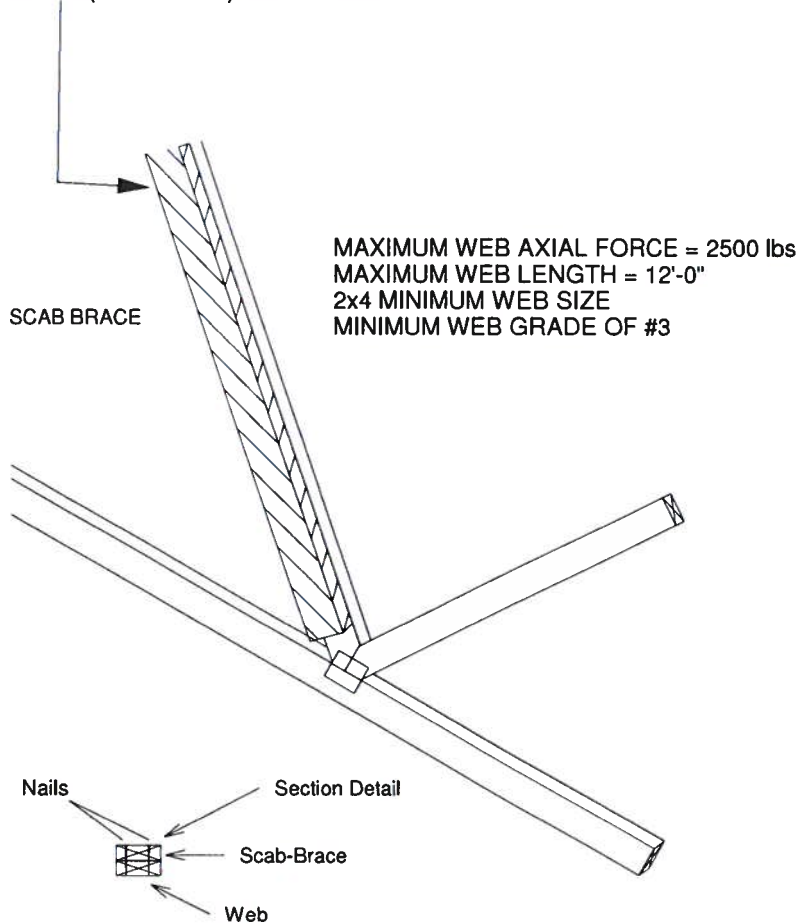 MAXIMUM WEB AXIAL FORCE = 2500 lbs
MAXIMUM WEB LENGTH = 12'-0"
2x4 MINIMUM WEB SIZE
MINIMUM WEB GRADE OF #3
SCAB BRACE
Nails
Section Detail
Scab-Brace
Web